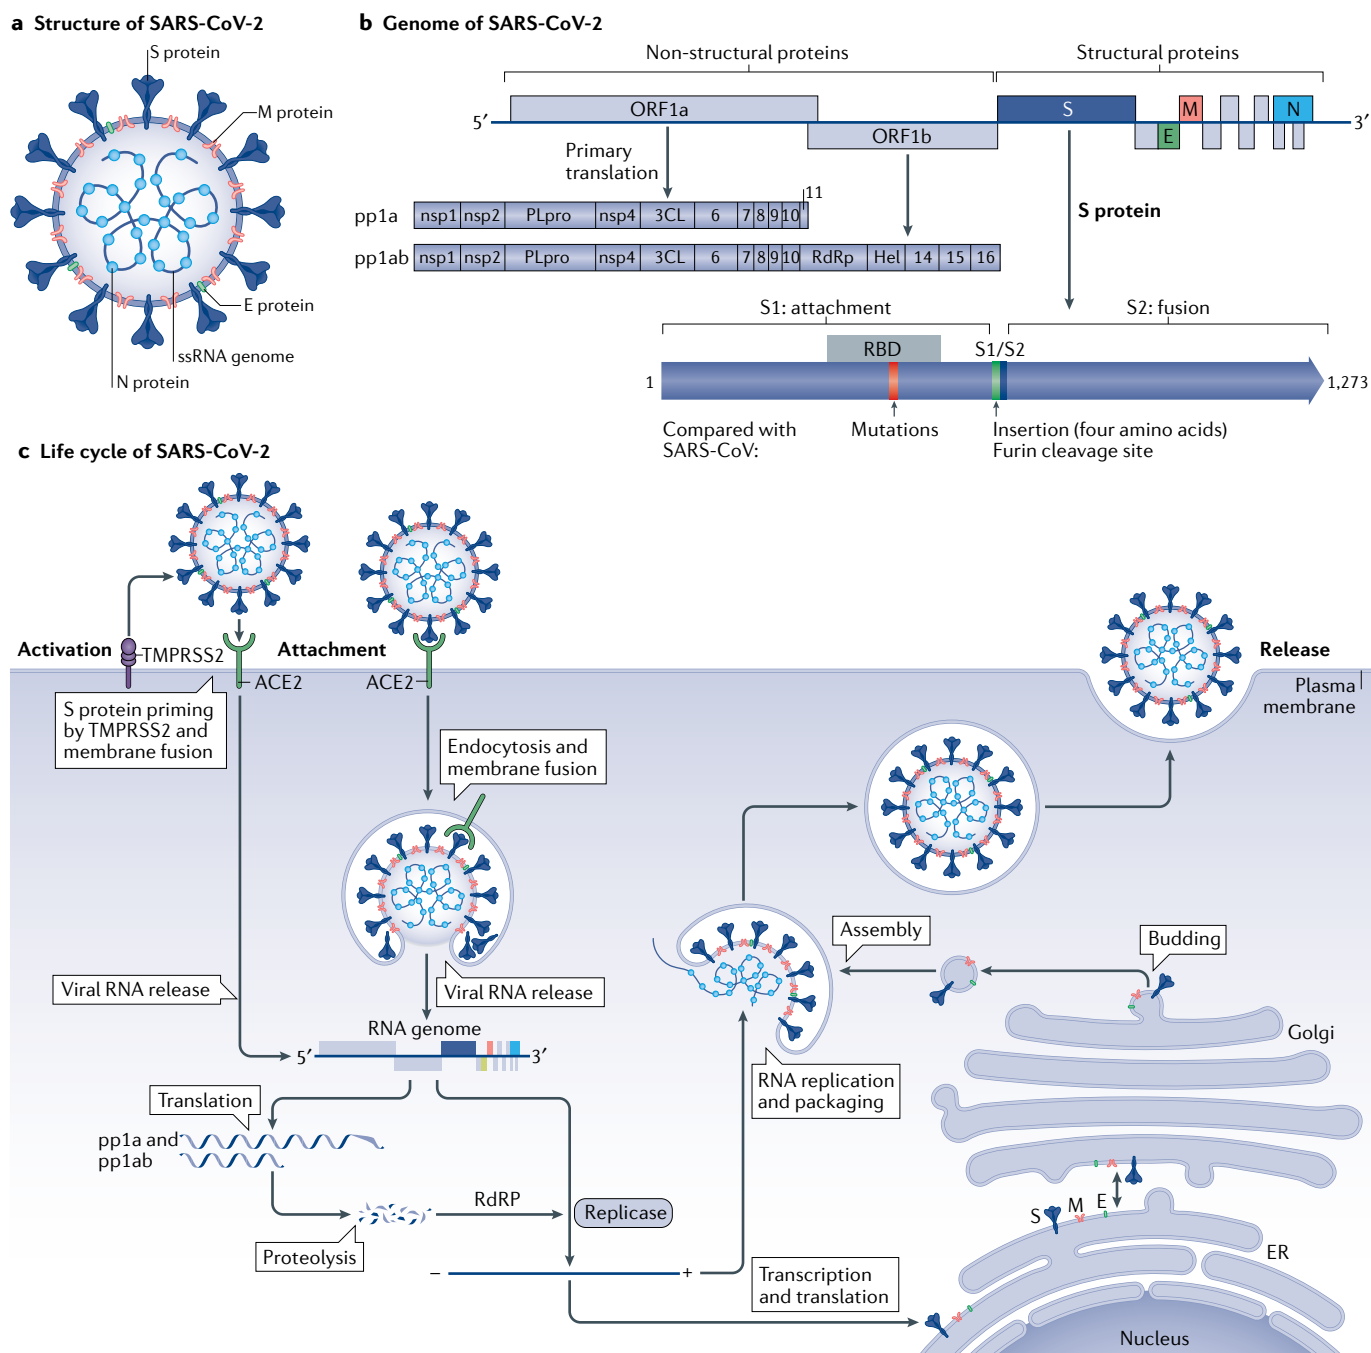 a Structure of SARS-CoV-2
S protein
M protein
E protein
ssRNA genome
N protein
b Genome of SARS-CoV-2
Non-structural proteins
Structural proteins
5′
ORF1a
ORF1b
S
E
M
N
3′
Primary
translation
11
pp1a
nsp1 nsp2 PLpro nsp4 3CL 6 7 8 9 10
pp1ab
nsp1 nsp2 PLpro nsp4 3CL 6 7 8 9 10 RdRp Hel 14 15 16
S protein
S1: attachment
S2: fusion
RBD
S1/S2
1
1,273
Compared with
SARS-CoV:
Mutations
Insertion (four amino acids)
Furin cleavage site
c Life cycle of SARS-CoV-2
Activation
TMPRSS2
ACE2
Attachment
ACE2
S protein priming
by TMPRSS2 and
membrane fusion
Endocytosis and
membrane fusion
Release
Plasma
membrane
Viral RNA release
Viral RNA release
RNA genome
5′
3′
Translation
pp1a and
pp1ab
Proteolysis
RdRP
Replicase
–
+
RNA replication
and packaging
Assembly
Budding
Golgi
S
M
E
ER
Transcription
and translation
Nucleus